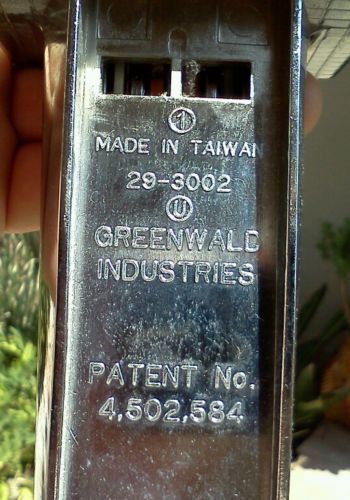 1
MADE IN TAIWAN
29-3002
U
GREENWALD
INDUSTRIES
PATENT No.
4,502,584